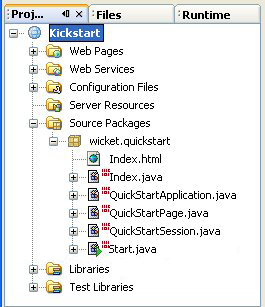 Proj... Files Runtime
Kickstart
Web Pages
Web Services
Configuration Files
Server Resources
Source Packages
wicket.quickstart
Index.html
Index.java
QuickStartApplication.java
QuickStartPage.java
QuickStartSession.java
Start.java
Libraries
Test Libraries